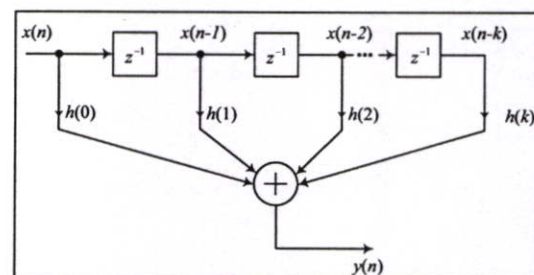 x(n) x(n-1) x(n-2) x(n-k)
z⁻¹ z⁻¹ ... z⁻¹
h(0) h(1) h(2) h(k)
+
y(n)